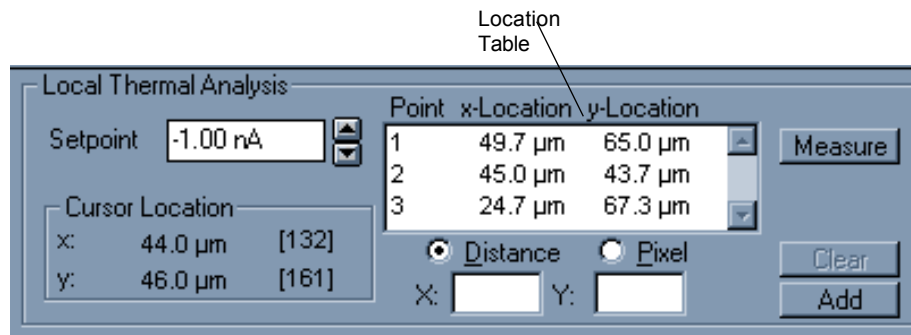 Location
Table
Local Thermal Analysis
Setpoint -1.00 nA
Point x-Location y-Location
1 49.7 µm 65.0 µm
2 45.0 µm 43.7 µm
3 24.7 µm 67.3 µm
Measure
Cursor Location
x: 44.0 µm [132]
y: 46.0 µm [161]
Distance Pixel
X: Y:
Clear
Add